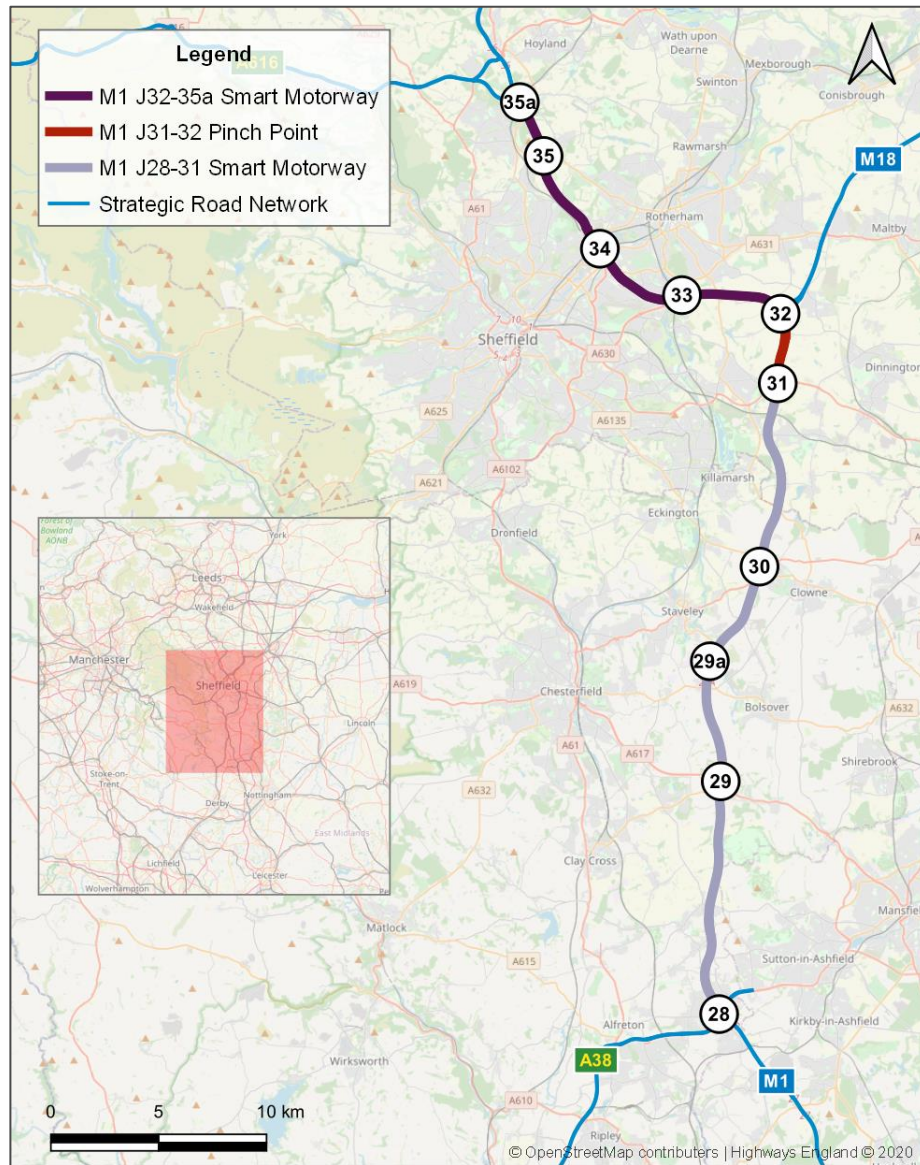 Legend
M1 J32-35a Smart Motorway
M1 J31-32 Pinch Point
M1 J28-31 Smart Motorway
Strategic Road Network
A616
Hoyland
Wath upon
Dearne
Mexborough
Swinton
Conisbrough
35a
35
Rawmarsh
M18
A61
Rotherham
Maltby
34
A631
33
32
Sheffield
A630
31
Dinnington
A625
A6135
A6102
A621
Killamarsh
Eckington
Dronfield
30
Clowne
Staveley
29a
A619
Chesterfield
Bolsover
A632
A61
A617
Shirebrook
29
A632
Clay Cross
Mansfield
Matlock
A615
Sutton-in-Ashfield
28
Alfreton
Kirkby-in-Ashfield
A38
Wirksworth
M1
A610
Ripley
Forest of
Bowland
AONB
York
Leeds
Wakefield
Manchester
Sheffield
Lincoln
Stoke-on-
Trent
Derby
Nottingham
East Midlands
Lichfield
Leicester
Wolverhampton
0 5 10 km
© OpenStreetMap contributors | Highways England © 2020